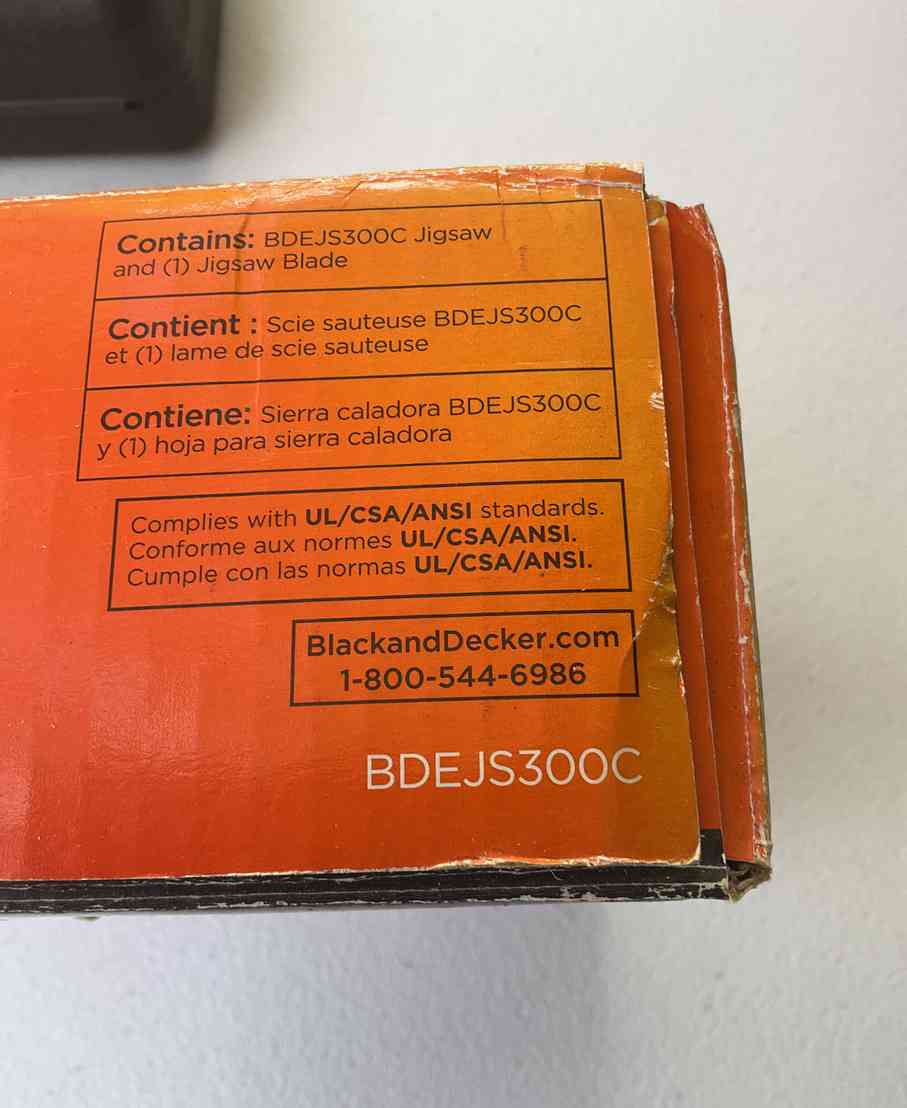 Contains: BDEJS300C Jigsaw
and (1) Jigsaw Blade
Contient : Scie sauteuse BDEJS300C
et (1) lame de scie sauteuse
Contiene: Sierra caladora BDEJS300C
y (1) hoja para sierra caladora
Complies with UL/CSA/ANSI standards.
Conforme aux normes UL/CSA/ANSI.
Cumple con las normas UL/CSA/ANSI.
BlackandDecker.com
1-800-544-6986
BDEJS300C